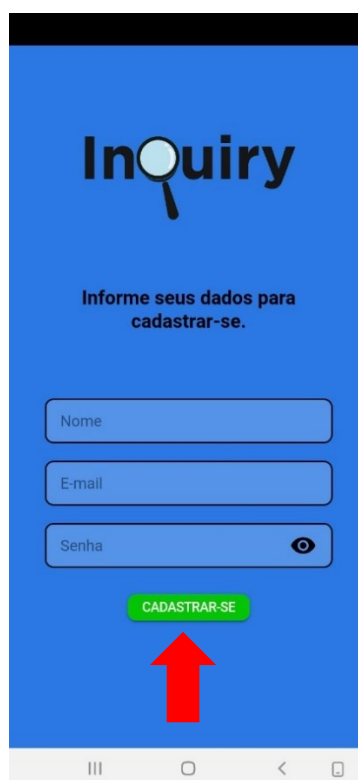 Inquiry
Informe seus dados para
cadastrar-se.
Nome
E-mail
Senha
CADASTRAR-SE